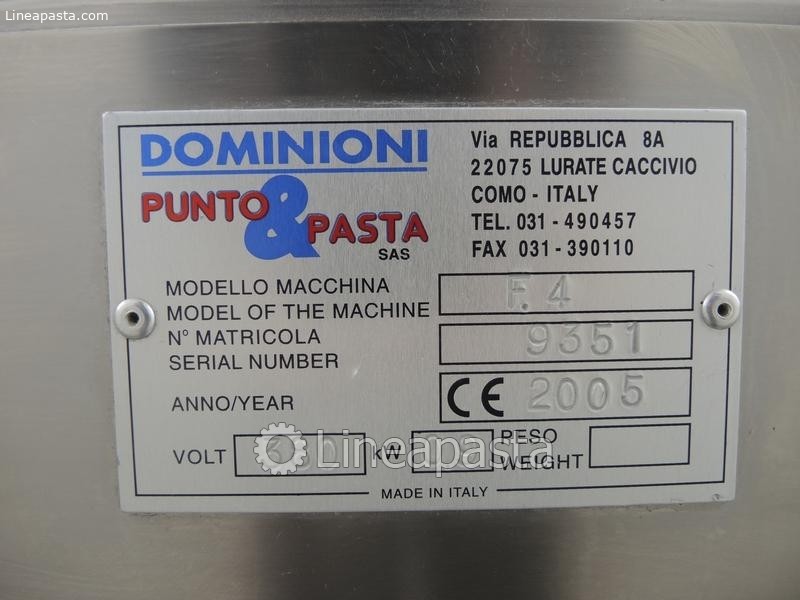 Lineapasta.com
DOMINIONI
PUNTO & PASTA
SAS
Via REPUBBLICA 8A
22075 LURATE CACCIVIO
COMO - ITALY
TEL. 031 - 490457
FAX 031 - 390110
MODELLO MACCHINA
MODEL OF THE MACHINE
F.4
N° MATRICOLA
SERIAL NUMBER
9351
ANNO/YEAR
CE 2005
VOLT
KW
PESO
WEIGHT
Lineapasta
MADE IN ITALY